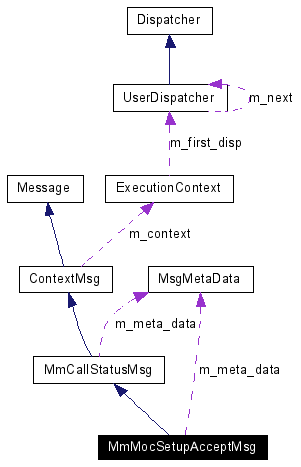 Dispatcher
UserDispatcher
m_next
m_first_disp
Message
ExecutionContext
m_context
ContextMsg
MsgMetaData
m_meta_data
MmCallStatusMsg
m_meta_data
MmMocSetupAcceptMsg